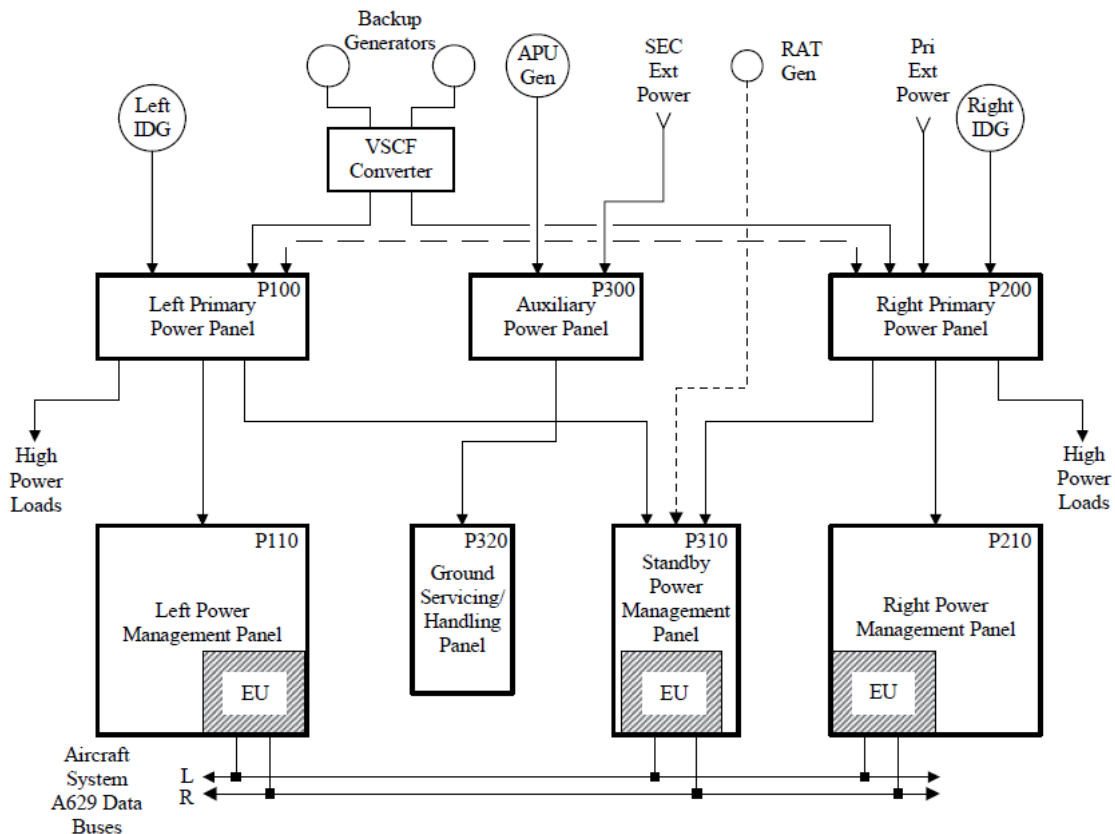 Backup
Generators
APU
Gen
SEC
Ext
Power
RAT
Gen
Pri
Ext
Power
Left
IDG
Right
IDG
VSCF
Converter
P100
Left Primary
Power Panel
P300
Auxiliary
Power Panel
P200
Right Primary
Power Panel
High
Power
Loads
High
Power
Loads
P110
Left Power
Management Panel
EU
P320
Ground
Servicing/
Handling
Panel
P310
Standby
Power
Management
Panel
EU
P210
Right Power
Management Panel
EU
Aircraft
System
A629 Data
Buses
L
R